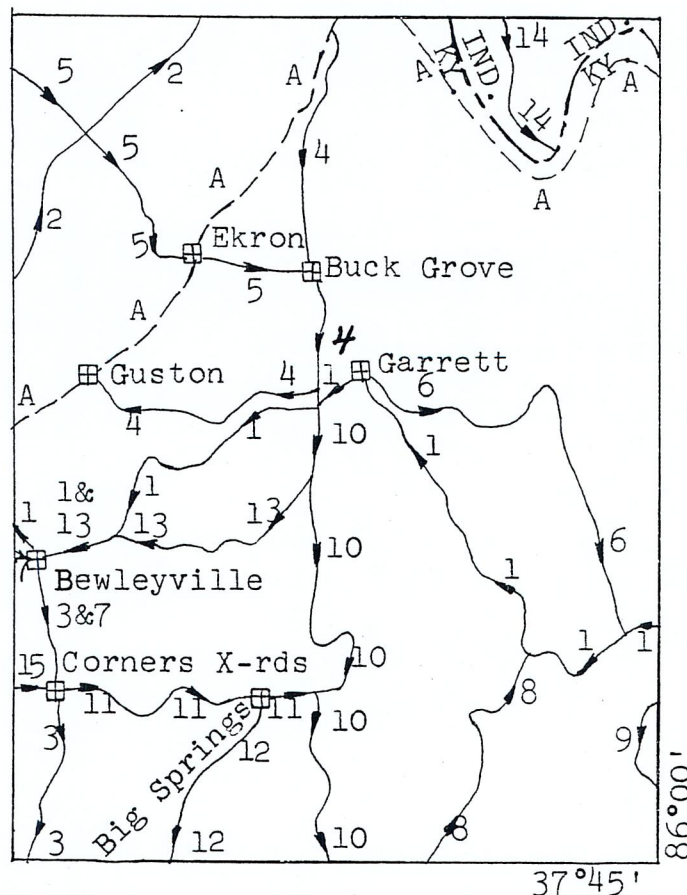 14
IND.
KY
A
IND.
KY
A
5
2
A
14
A
4
A
5
2
5
Ekron
5
Buck Grove
A
4
Garrett
Guston
4
1
6
A
4
1
10
1
1&
13
1
1
13
13
10
6
Bewleyville
3&7
1
1
1
15
Corners X-rds
10
11
11
11
8
3
Big Springs
12
10
9
8
3
12
10
86°00'
37°45'